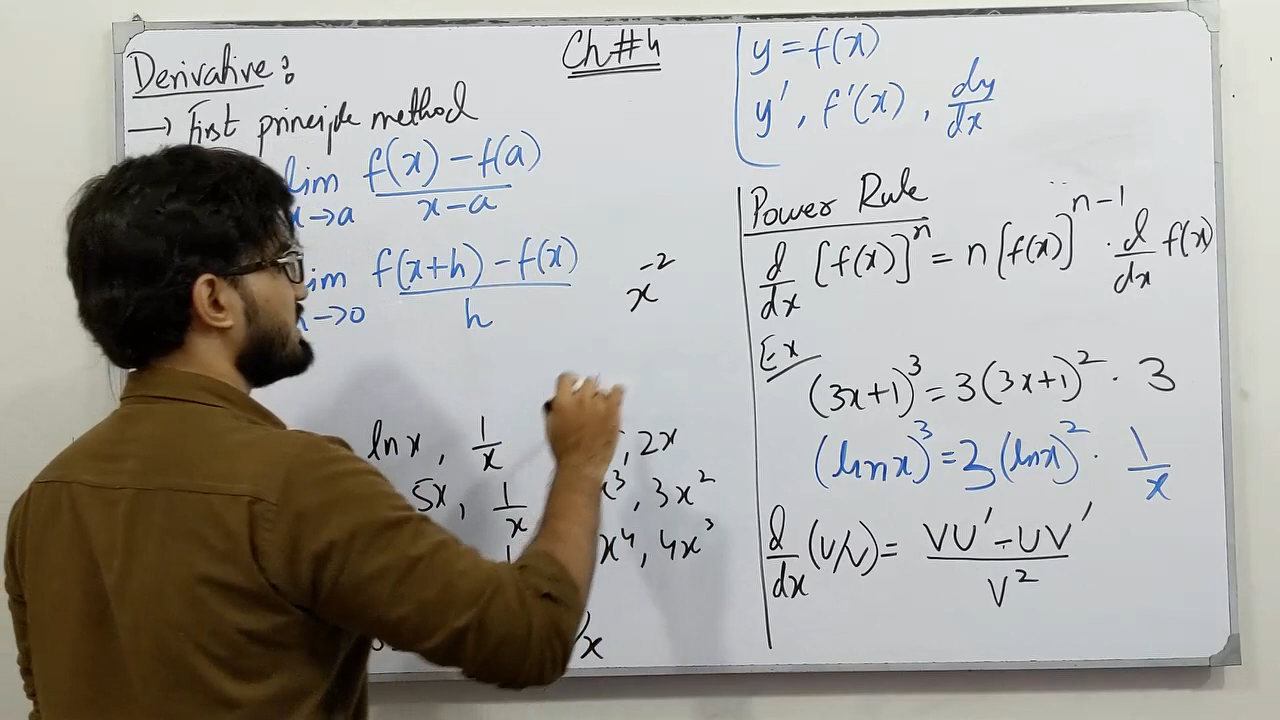 Ch#4
Derivative:
→ First principle method
lim x→a f(x) - f(a) / x - a
lim h→0 f(x+h) - f(x) / h
x^-2
ln x, 1/x
, 2x
5x, 1/x
x^3, 3x^2
x^4, 4x^3
y = f(x)
y', f'(x), dy/dx
Power Rule
d/dx [f(x)]^n = n[f(x)]^n-1 . d/dx f(x)
Ex
(3x+1)^3 = 3(3x+1)^2 . 3
(ln x)^3 = 3(ln x)^2 . 1/x
d/dx (U/V) = VU' - UV' / V^2